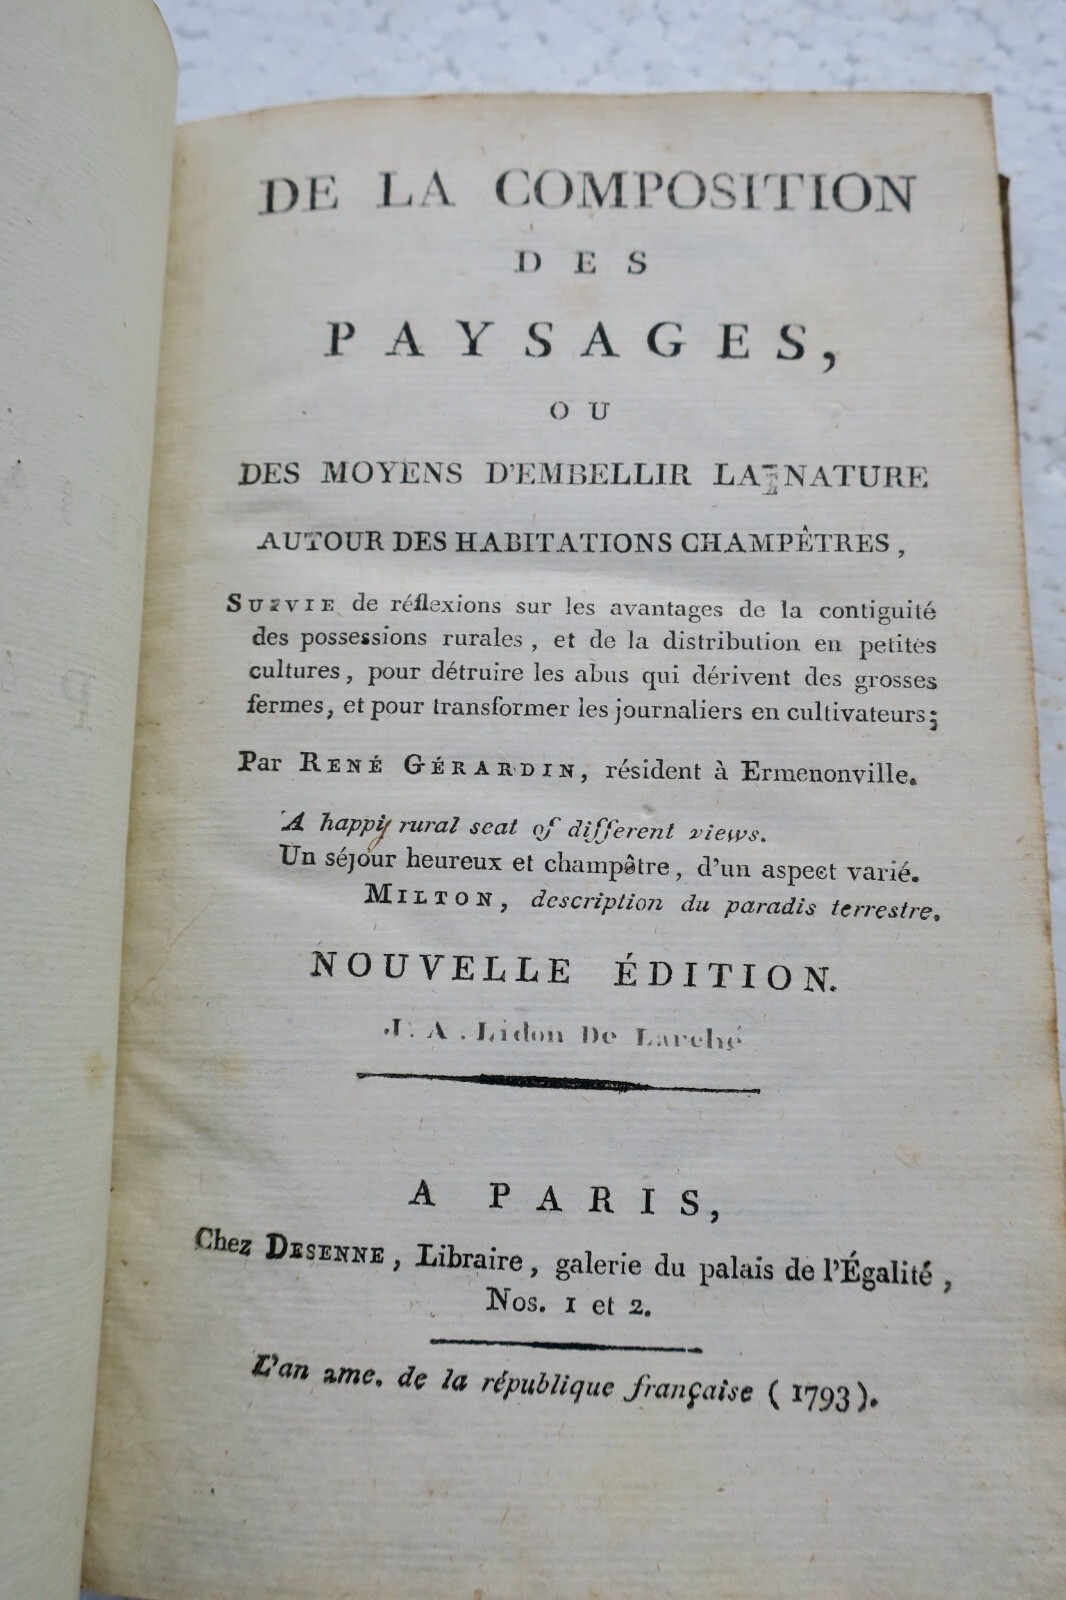 DE LA COMPOSITION
DES
PAYSAGES,
OU
DES MOYENS D'EMBELLIR LA NATURE
AUTOUR DES HABITATIONS CHAMPÊTRES,
SUIVIE de réflexions sur les avantages de la contiguité
des possessions rurales, et de la distribution en petites
cultures, pour détruire les abus qui dérivent des grosses
fermes, et pour transformer les journaliers en cultivateurs;
Par RENÉ GÉRARDIN, résident à Ermenonville.
A happy rural seat of different views.
Un séjour heureux et champêtre, d'un aspect varié.
MILTON, description du paradis terrestre.
NOUVELLE ÉDITION.
J. A. Lidon De Larché
A PARIS,
Chez DESENNE, Libraire, galerie du palais de l'Égalité,
Nos. 1 et 2.
L'an 2me. de la république française (1793).